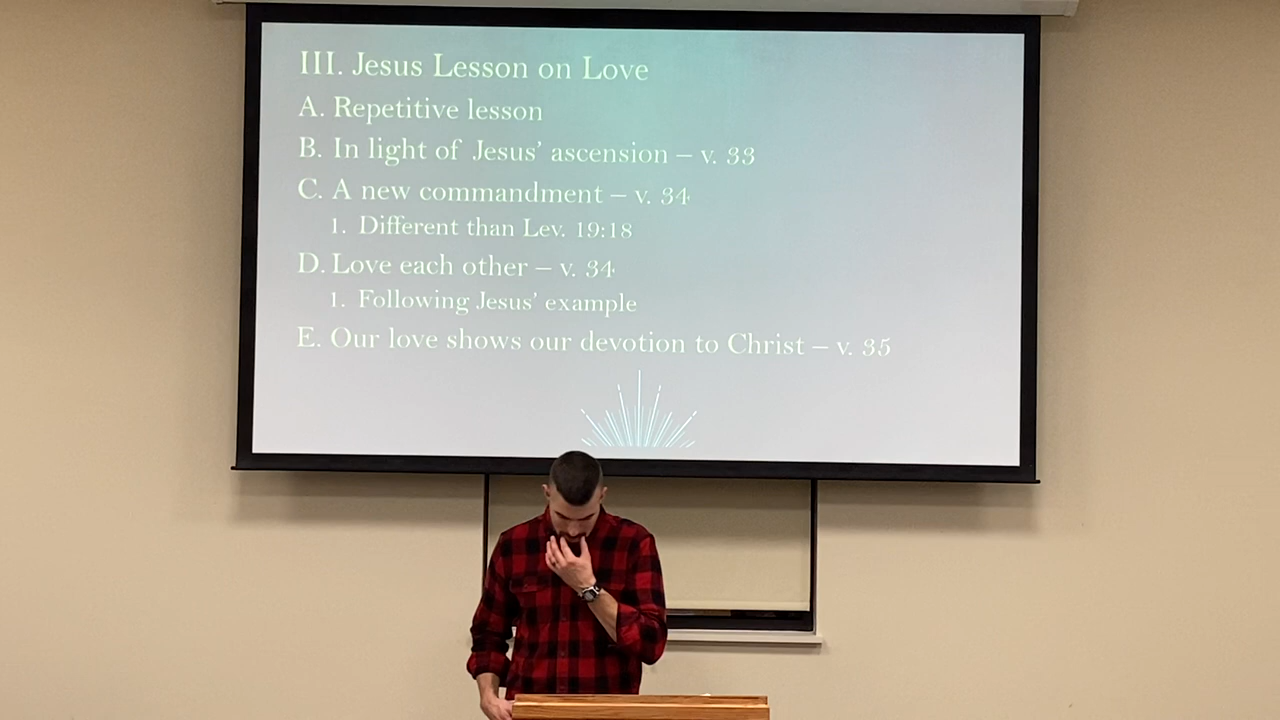 III. Jesus Lesson on Love
A. Repetitive lesson
B. In light of Jesus' ascension – v. 33
C. A new commandment – v. 34
1. Different than Lev. 19:18
D. Love each other – v. 34
1. Following Jesus' example
E. Our love shows our devotion to Christ – v. 35